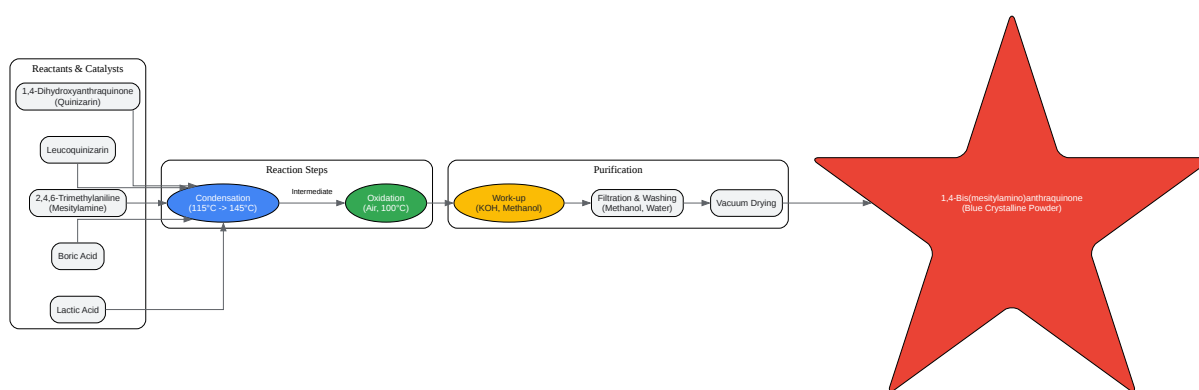 Reactants & Catalysts
1,4-Dihydroxyanthraquinone
(Quinizarin)
Leucoquinizarin
2,4,6-Trimethylaniline
(Mesitylamine)
Boric Acid
Lactic Acid
Reaction Steps
Condensation
(115°C -> 145°C)
Intermediate
Oxidation
(Air, 100°C)
Purification
Work-up
(KOH, Methanol)
Filtration & Washing
(Methanol, Water)
Vacuum Drying
1,4-Bis(mesitylamino)anthraquinone
(Blue Crystalline Powder)